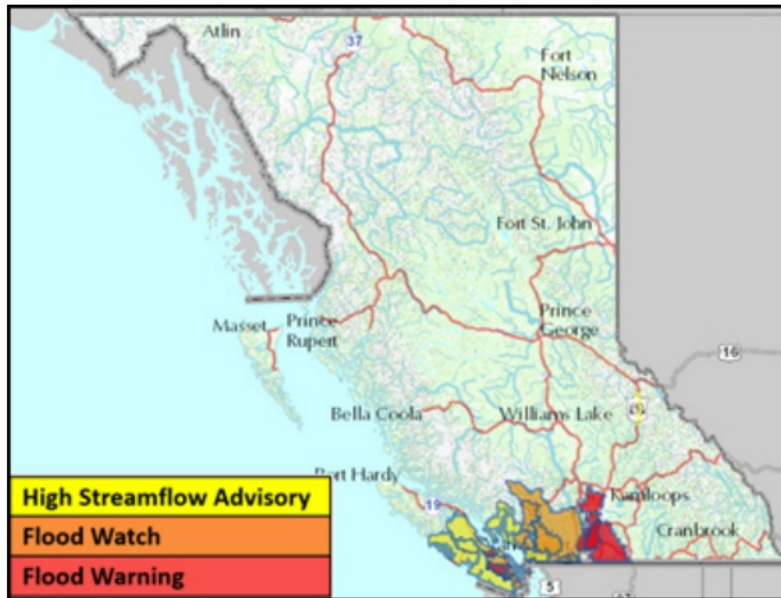 Atlin
37
Fort
Nelson
Fort St. John
Masset
Prince
Rupert
Prince
George
16
Bella Coola
Williams Lake
Port Hardy
19
Kamloops
Cranbrook
5
High Streamflow Advisory
Flood Watch
Flood Warning